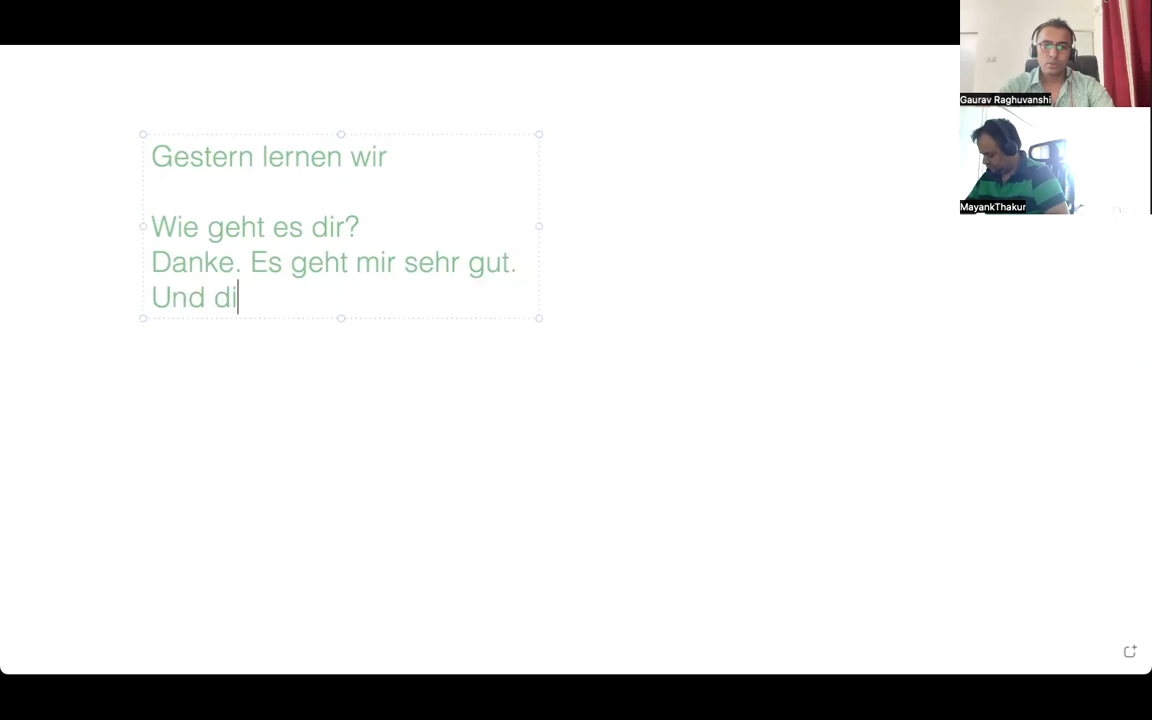 Gestern lernen wir
Wie geht es dir?
Danke. Es geht mir sehr gut.
Und di
Gaurav Raghuvanshi
MayankThakur